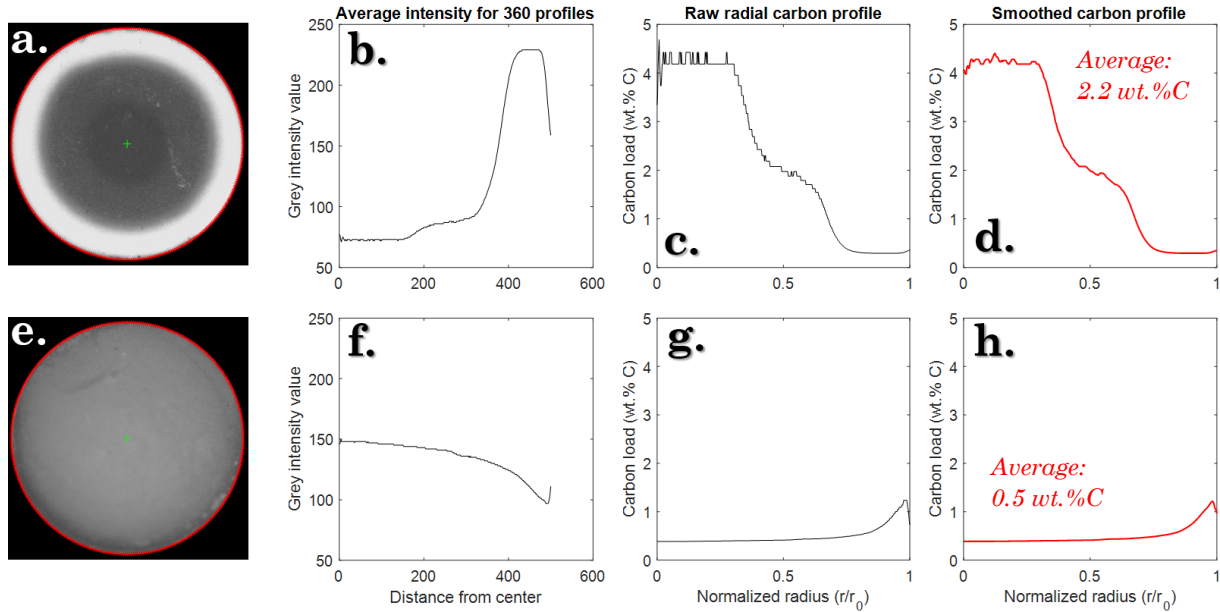 Average intensity for 360 profiles
Raw radial carbon profile
Smoothed carbon profile
a.
b.
c.
d.
Average:
2.2 wt.%C
Grey intensity value
250
200
150
100
50
0
200
400
600
Carbon load (wt.% C)
5
4
3
2
1
0
0
0.5
1
Carbon load (wt.% C)
5
4
3
2
1
0
0
0.5
1
e.
f.
g.
h.
Average:
0.5 wt.%C
Grey intensity value
250
200
150
100
50
0
200
400
600
Distance from center
Carbon load (wt.% C)
5
4
3
2
1
0
0
0.5
1
Normalized radius (r/r0)
Carbon load (wt.% C)
5
4
3
2
1
0
0
0.5
1
Normalized radius (r/r0)